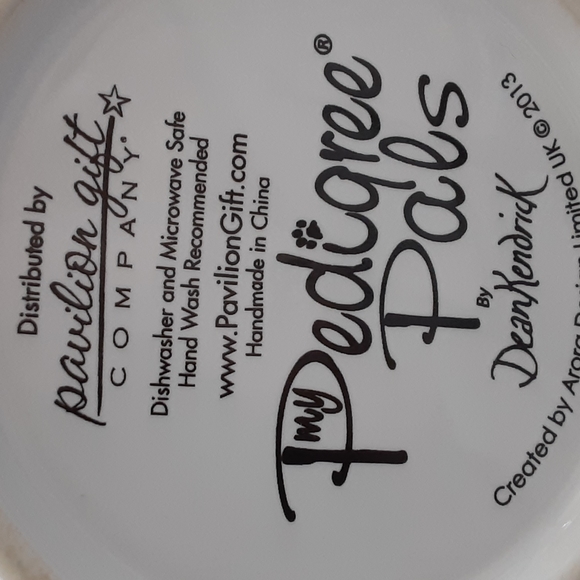 Distributed by
pavilion gift
COMPANY.
Dishwasher and Microwave Safe
Hand Wash Recommended
www.PavilionGift.com
Handmade in China
my Pedigree®
Pals
By
Dean Kendrick
Created by Arora Limited UK © 2013